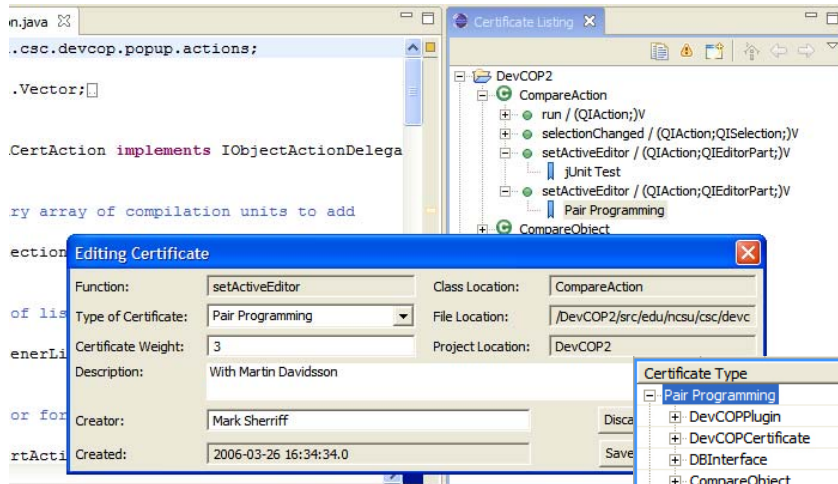 n.java
.csc.devcop.popup.actions;
.Vector;
CertAction implements IObjectActionDelega
ry array of compilation units to add
ection
of lis
enerLi
or for
rtActi
Certificate Listing
DevCOP2
CompareAction
run / (QIAction;)V
selectionChanged / (QIAction;QISelection;)V
setActiveEditor / (QIAction;QIEditorPart;)V
jUnit Test
setActiveEditor / (QIAction;QIEditorPart;)V
Pair Programming
CompareObject
Editing Certificate
Function: setActiveEditor Class Location: CompareAction
Type of Certificate: Pair Programming File Location: /DevCOP2/src/edu/ncsu/csc/devc
Certificate Weight: 3 Project Location: DevCOP2
Description: With Martin Davidsson
Creator: Mark Sherriff Disca
Created: 2006-03-26 16:34:34.0 Save
Certificate Type
Pair Programming
DevCOPPlugin
DevCOPCertificate
DBInterface
CompareObject